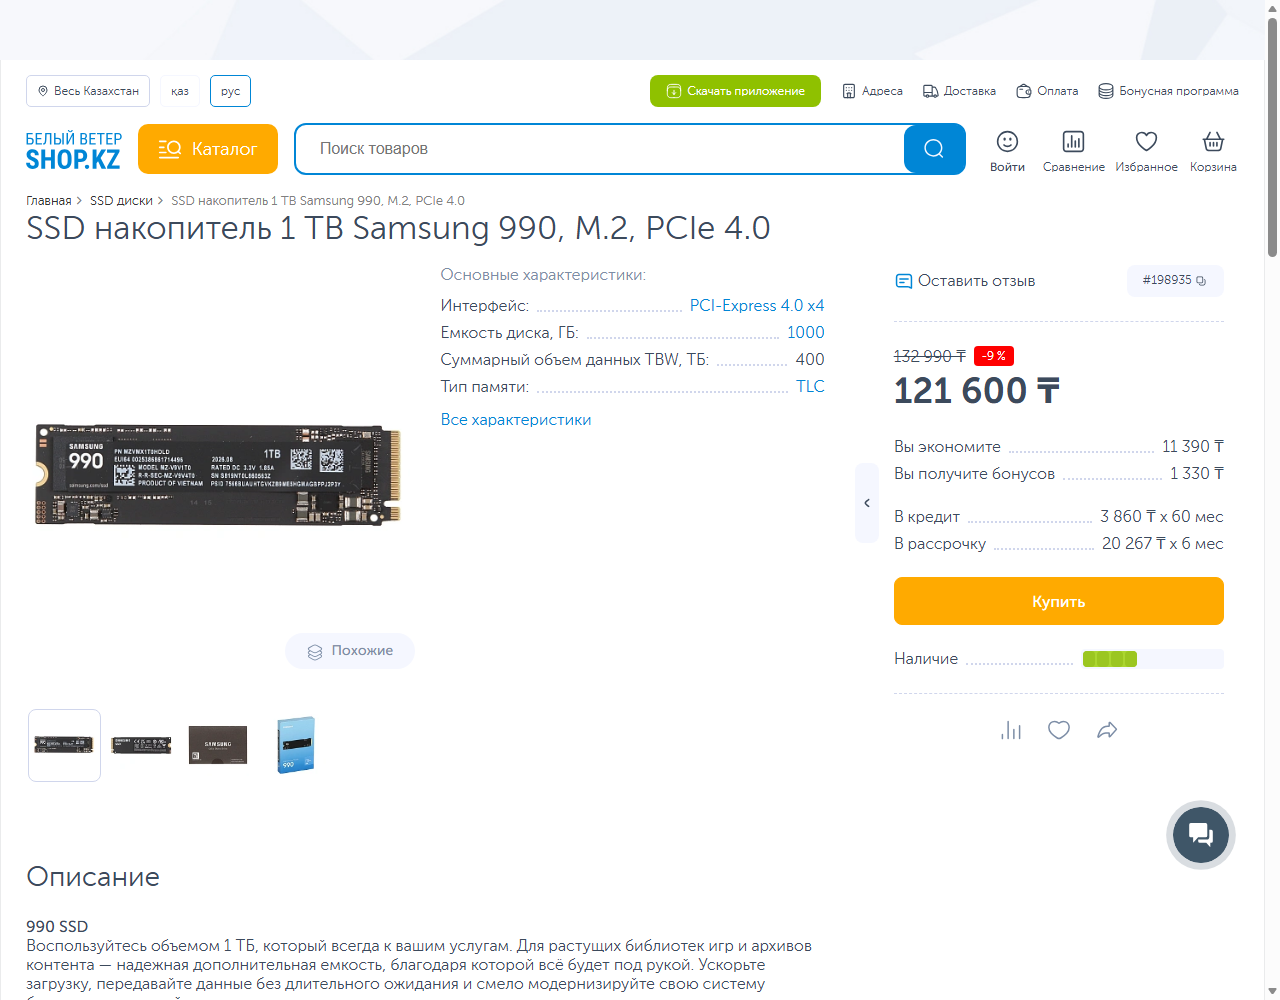 Весь Казахстан
қаз
рус
Скачать приложение
Адреса
Доставка
Оплата
Бонусная программа
БЕЛЫЙ ВЕТЕР
SHOP.KZ
Каталог
Поиск товаров
Войти
Сравнение
Избранное
Корзина
Главная > SSD диски > SSD накопитель 1 TB Samsung 990, M.2, PCIe 4.0
SSD накопитель 1 TB Samsung 990, M.2, PCIe 4.0
Основные характеристики:
Интерфейс: PCI-Express 4.0 x4
Емкость диска, ГБ: 1000
Суммарный объем данных TBW, ТБ: 400
Тип памяти: TLC
Все характеристики
SAMSUNG
990
1TB
2026.08
PRODUCT OF VIETNAM
Похожие
Оставить отзыв
#198935
132 990 ₸
-9 %
121 600 ₸
Вы экономите 11 390 ₸
Вы получите бонусов 1 330 ₸
В кредит 3 860 ₸ x 60 мес
В рассрочку 20 267 ₸ x 6 мес
Купить
Наличие
SAMSUNG
990
Описание
990 SSD
Воспользуйтесь объемом 1 ТБ, который всегда к вашим услугам. Для растущих библиотек игр и архивов
контента — надежная дополнительная емкость, благодаря которой всё будет под рукой. Ускорьте
загрузку, передавайте данные без длительного ожидания и смело модернизируйте свою систему